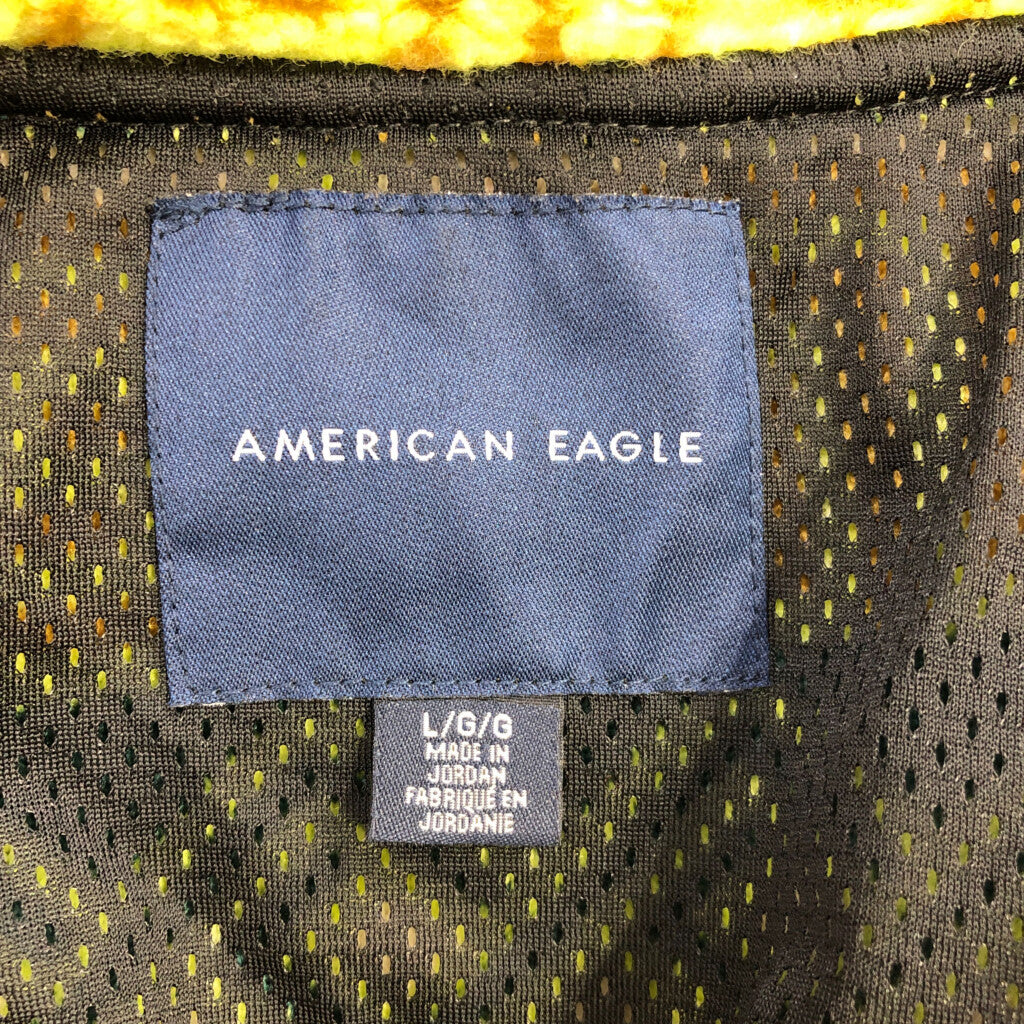 AMERICAN EAGLE
L/G/G
MADE IN
JORDAN
FABRIQUÉ EN
JORDANIE